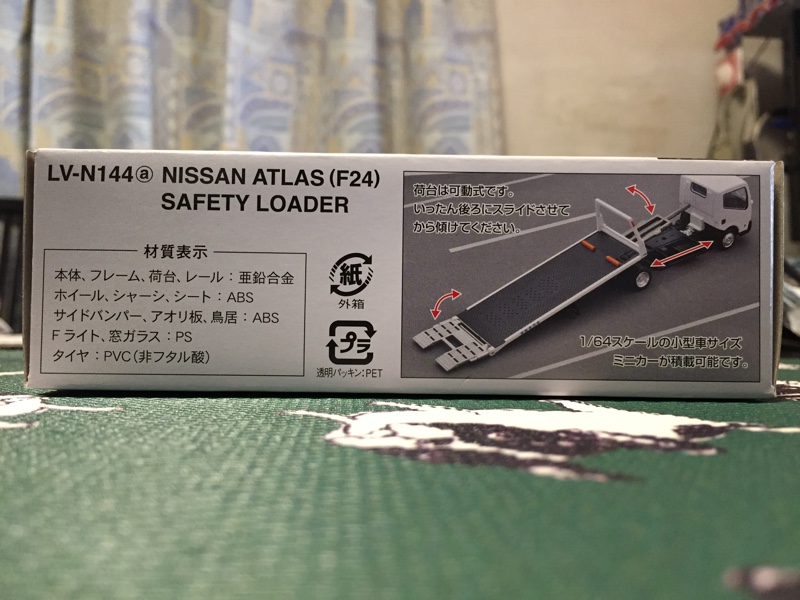 LV-N144ⓐ NISSAN ATLAS (F24)
SAFETY LOADER
材質表示
本体、フレーム、荷台、レール：亜鉛合金
ホイール、シャーシ、シート：ABS
サイドバンパー、アオリ板、鳥居：ABS
Fライト、窓ガラス：PS
タイヤ：PVC（非フタル酸）
紙
外箱
プラ
透明パッキン：PET
荷台は可動式です。
いったん後ろにスライドさせて
から傾けてください。
1/64スケールの小型車サイズ
ミニカーが積載可能です。